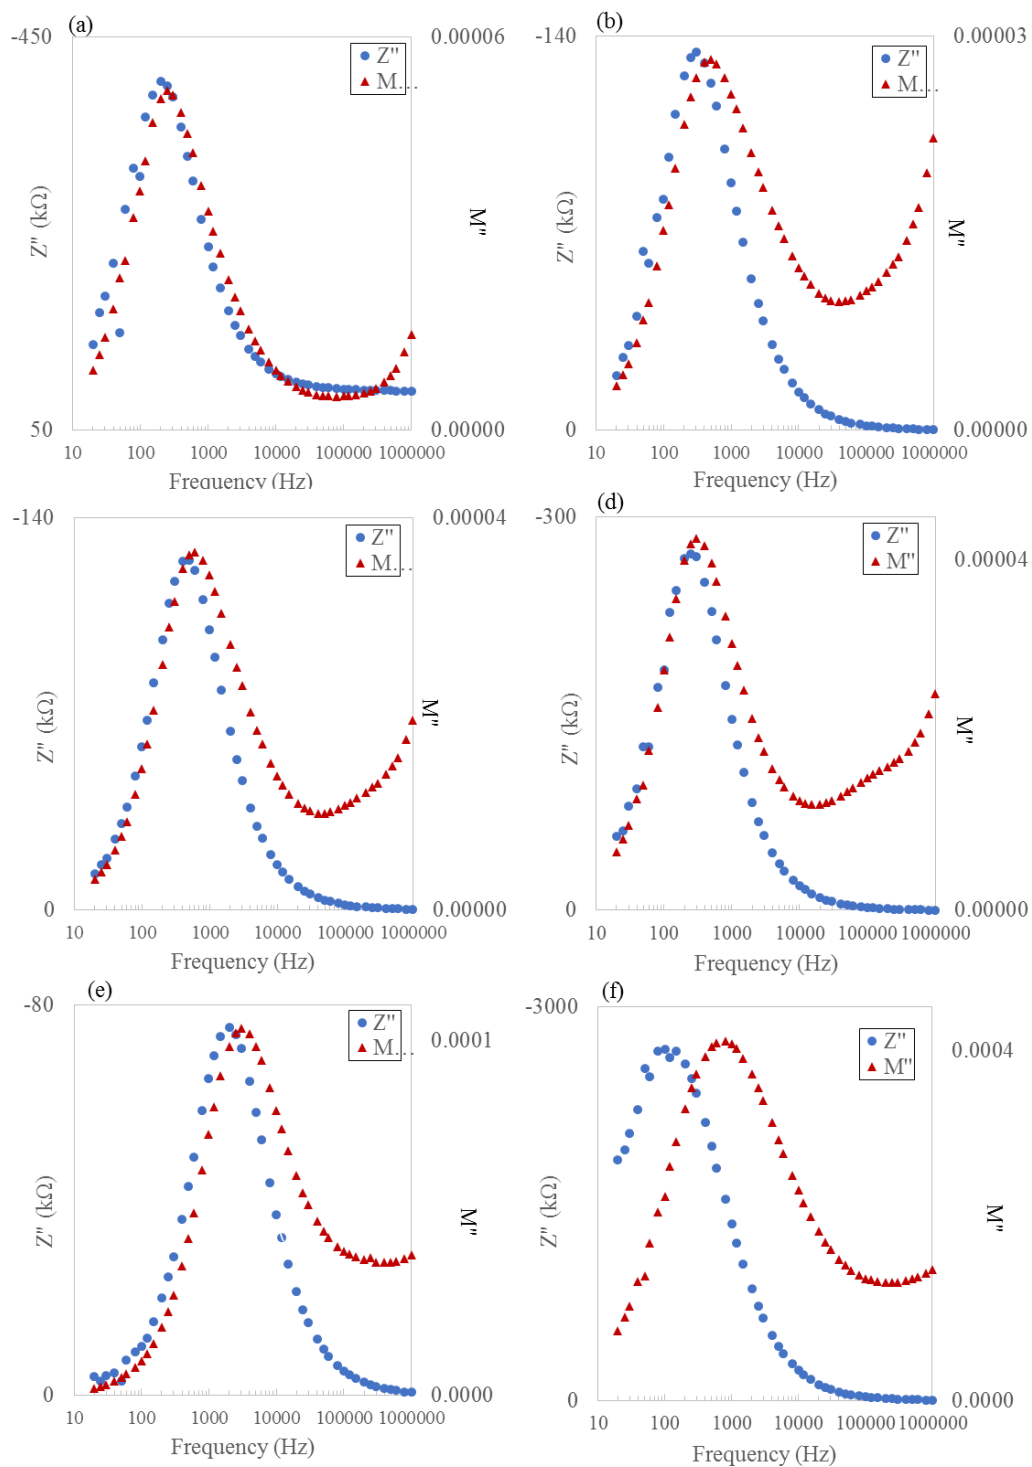 (a)
-450
0.00006
Z"
M...
Z" (kΩ)
M"
50
0.00000
10 100 1000 10000 100000 1000000
Frequency (Hz)
(b)
-140
0.00003
Z"
M...
Z" (kΩ)
M"
0
0.00000
10 100 1000 10000 100000 1000000
Frequency (Hz)
-140
0.00004
Z"
M...
Z" (kΩ)
M"
0
0.00000
10 100 1000 10000 100000 1000000
Frequency (Hz)
(d)
-300
0.00004
Z"
M"
Z" (kΩ)
M"
0
0.00000
10 100 1000 10000 100000 1000000
Frequency (Hz)
(e)
-80
0.0001
Z"
M...
Z" (kΩ)
M"
0
0.0000
10 100 1000 10000 100000 1000000
Frequency (Hz)
(f)
-3000
0.0004
Z"
M"
Z" (kΩ)
M"
0
0.0000
10 100 1000 10000 100000 1000000
Frequency (Hz)